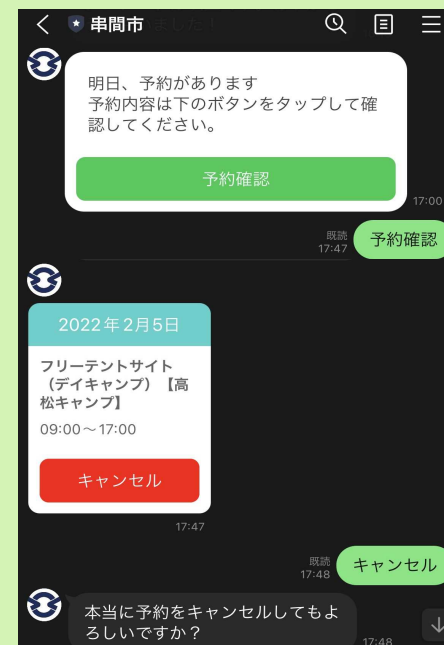 串間市
明日、予約があります
予約内容は下のボタンをタップして確
認してください。
予約確認
17:00
既読
17:47
予約確認
2022年2月5日
フリーテントサイト
（デイキャンプ）【高
松キャンプ】
09:00～17:00
キャンセル
17:47
既読
17:48
キャンセル
本当に予約をキャンセルしてもよ
ろしいですか？
17:48